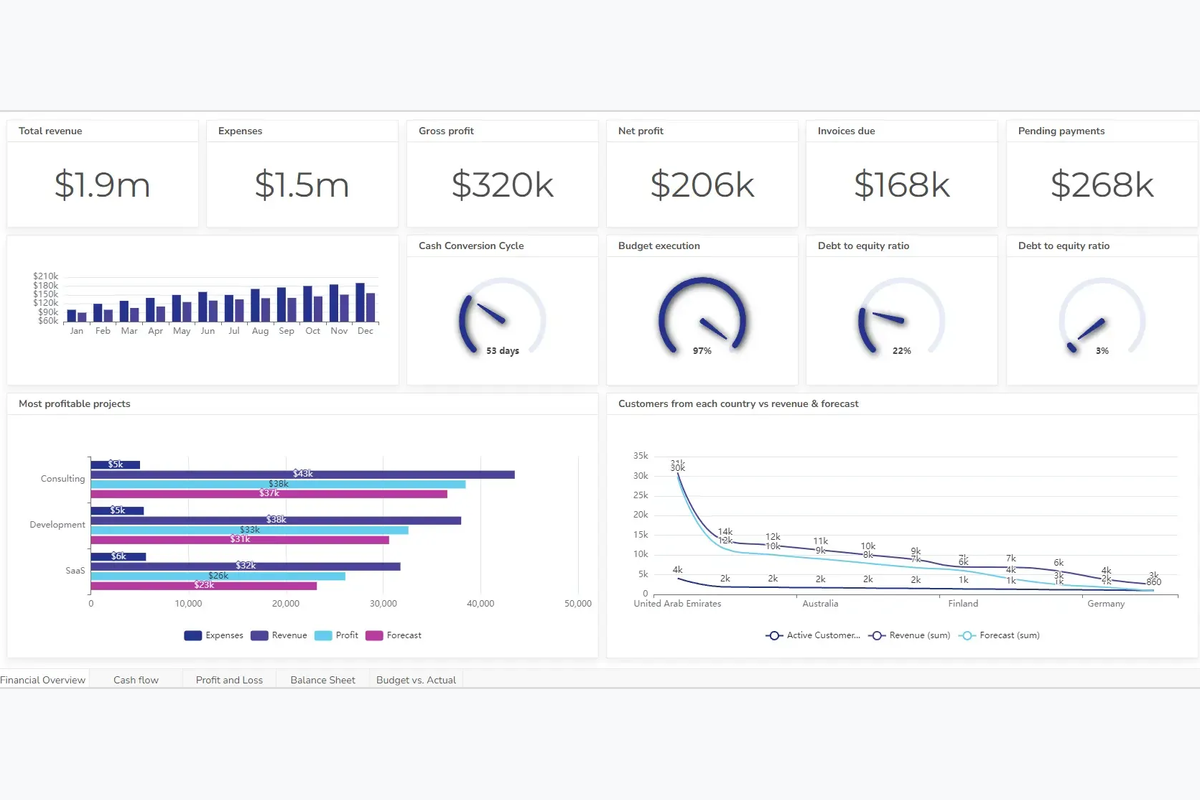 Total revenue
$1.9m
Expenses
$1.5m
Gross profit
$320k
Net profit
$206k
Invoices due
$168k
Pending payments
$268k
$210k
$180k
$150k
$120k
$90k
$60k
Jan Feb Mar Apr May Jun Jul Aug Sep Oct Nov Dec
Cash Conversion Cycle
53 days
Budget execution
97%
Debt to equity ratio
22%
Debt to equity ratio
3%
Most profitable projects
Consulting
$5k
$43k
$38k
$37k
Development
$5k
$38k
$33k
$31k
SaaS
$6k
$32k
$26k
$23k
0 10,000 20,000 30,000 40,000 50,000
Expenses Revenue Profit Forecast
Customers from each country vs revenue & forecast
35k
30k
25k
20k
15k
10k
5k
0
30k
14k 12k 11k 10k 9k 7k 7k 6k 4k 3k
12k 10k 9k 8k 7k 6k 4k 3k 2k 860
4k 2k 2k 2k 2k 2k 1k 1k 1k
United Arab Emirates Australia Finland Germany
Active Customer... Revenue (sum) Forecast (sum)
Financial Overview Cash flow Profit and Loss Balance Sheet Budget vs. Actual